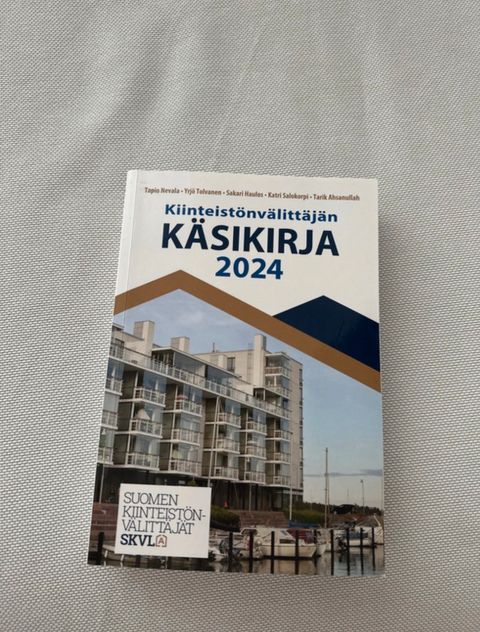 Tapio Nevala • Yrjö Tolvanen • Sakari Haulos • Katri Salokorpi • Tarik Ahsanullah
Kiinteistönvälittäjän
KÄSIKIRJA
2024
SUOMEN
KIINTEISTÖN-
VÄLITTÄJÄT
SKVL